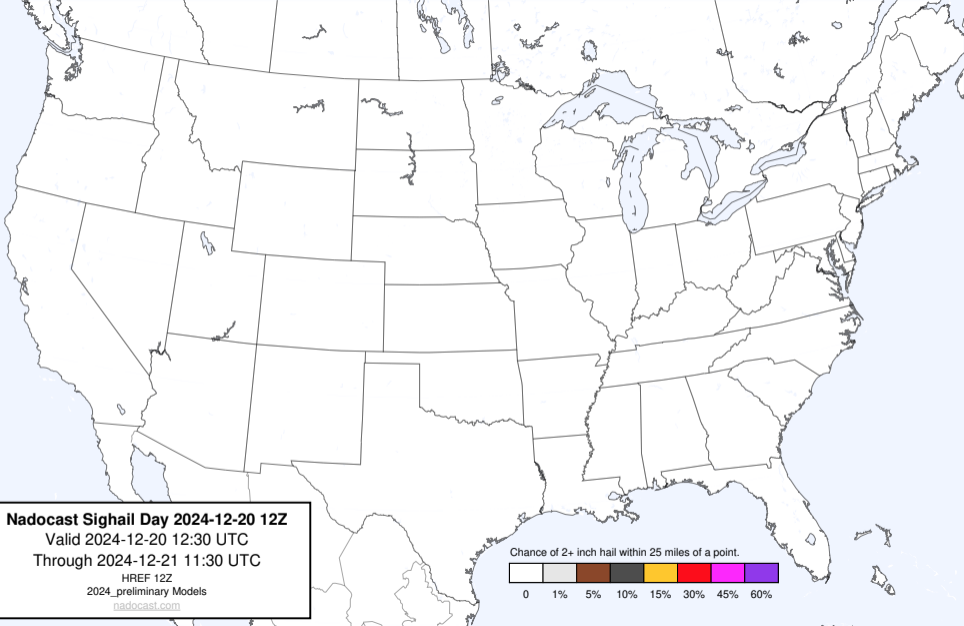 Nadocast Sighail Day 2024-12-20 12Z
Valid 2024-12-20 12:30 UTC
Through 2024-12-21 11:30 UTC
HREF 12Z
2024_preliminary Models
nadocast.com
Chance of 2+ inch hail within 25 miles of a point.
0 1% 5% 10% 15% 30% 45% 60%